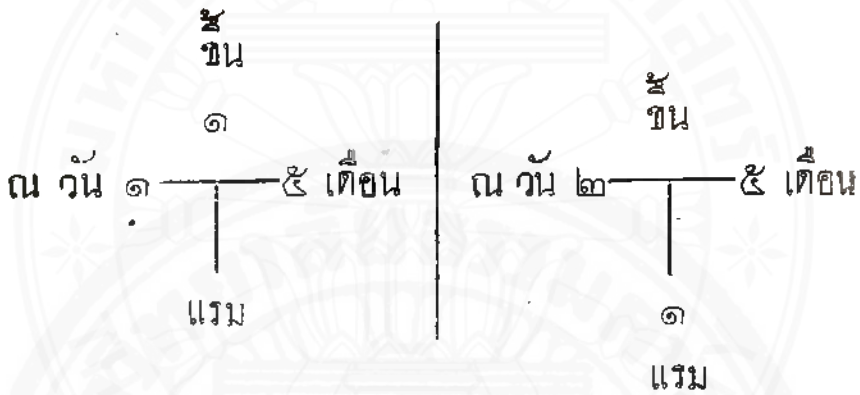 ขึ้น
๑
ณ วัน ๑ ๕ เดือน
แรม
ขึ้น
ณ วัน ๒ ๕ เดือน
๑
แรม